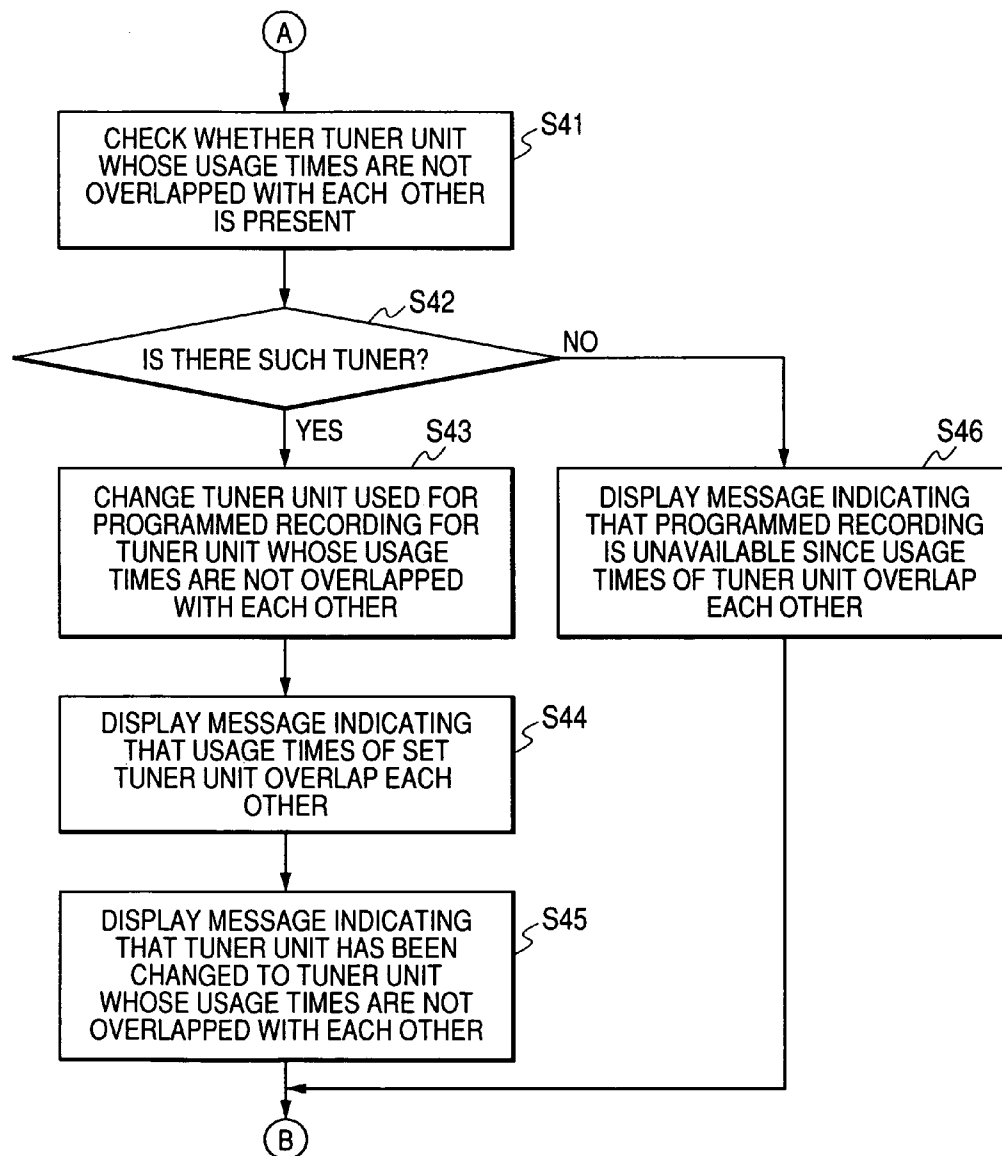 A
S41
CHECK WHETHER TUNER UNIT
WHOSE USAGE TIMES ARE NOT
OVERLAPPED WITH EACH OTHER
IS PRESENT
S42
IS THERE SUCH TUNER?
NO
YES
S43
CHANGE TUNER UNIT USED FOR
PROGRAMMED RECORDING FOR
TUNER UNIT WHOSE USAGE
TIMES ARE NOT OVERLAPPED
WITH EACH OTHER
S46
DISPLAY MESSAGE INDICATING
THAT PROGRAMMED RECORDING
IS UNAVAILABLE SINCE USAGE
TIMES OF TUNER UNIT OVERLAP
EACH OTHER
S44
DISPLAY MESSAGE INDICATING
THAT USAGE TIMES OF SET
TUNER UNIT OVERLAP EACH
OTHER
S45
DISPLAY MESSAGE INDICATING
THAT TUNER UNIT HAS BEEN
CHANGED TO TUNER UNIT
WHOSE USAGE TIMES ARE NOT
OVERLAPPED WITH EACH OTHER
B